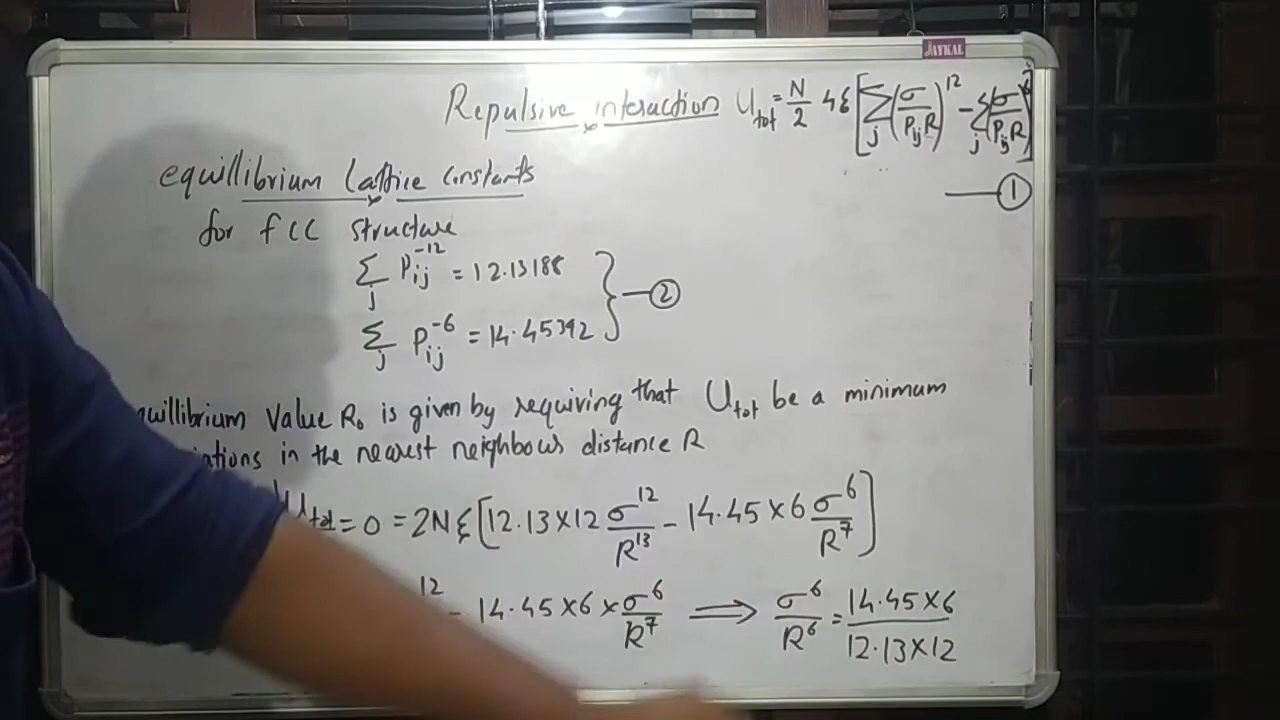 JAYKAL
Repulsive interaction U_tot = N/2 4ε [Σ_j (σ/P_ij R)^12 - Σ_j (σ/P_ij R)^6]
— ①
equillibrium lattice constants
for fCC structure
Σ_j P_ij^-12 = 12.13188
Σ_j P_ij^-6 = 14.45392
} — ②
value R₀ is given by requiring that U_tot be a minimum
in the nearest neighbours distance R
= 0 = 2Nε [12.13×12 σ^12/R^13 - 14.45×6 σ^6/R^7]
12 - 14.45×6×σ^6/R^7 ⟹ σ^6/R^6 = 14.45×6/12.13×12